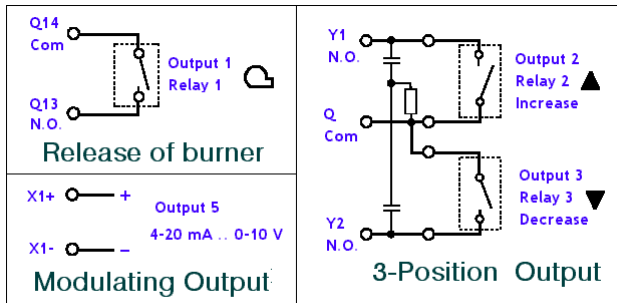 Q14
Com
Output 1
Relay 1
Q13
N.O.
Release of burner
X1+
+
Output 5
4-20 mA .. 0-10 V
X1-
–
Modulating Output
Y1
N.O.
Output 2
Relay 2
Increase
Q
Com
Output 3
Relay 3
Decrease
Y2
N.O.
3-Position Output